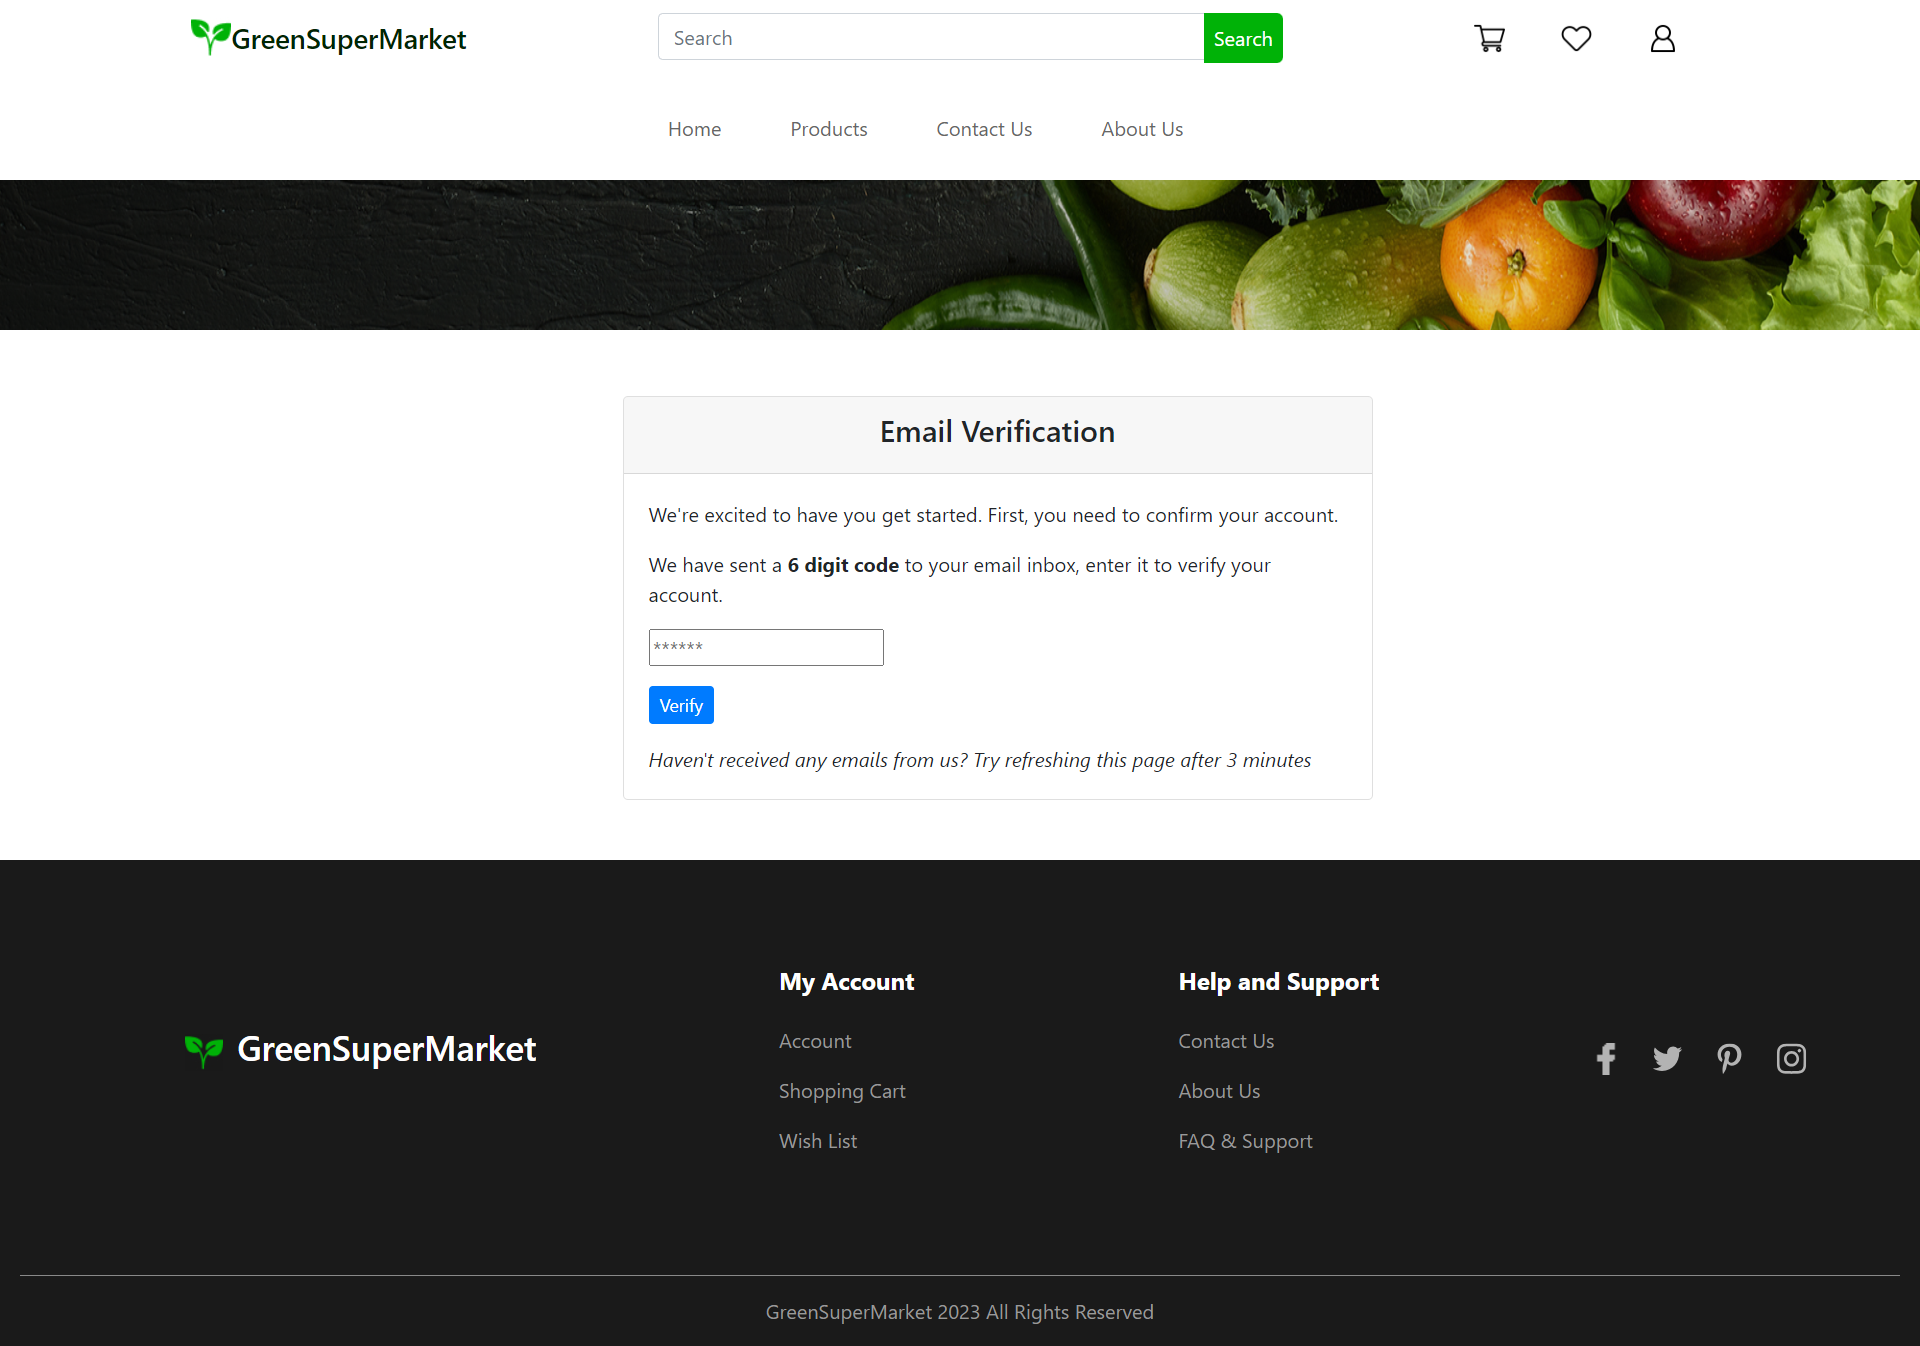 GreenSuperMarket
Search
Search
Home
Products
Contact Us
About Us
Email Verification
We're excited to have you get started. First, you need to confirm your account.
We have sent a 6 digit code to your email inbox, enter it to verify your
account.
******
Verify
Haven't received any emails from us? Try refreshing this page after 3 minutes
GreenSuperMarket
My Account
Account
Shopping Cart
Wish List
Help and Support
Contact Us
About Us
FAQ & Support
GreenSuperMarket 2023 All Rights Reserved